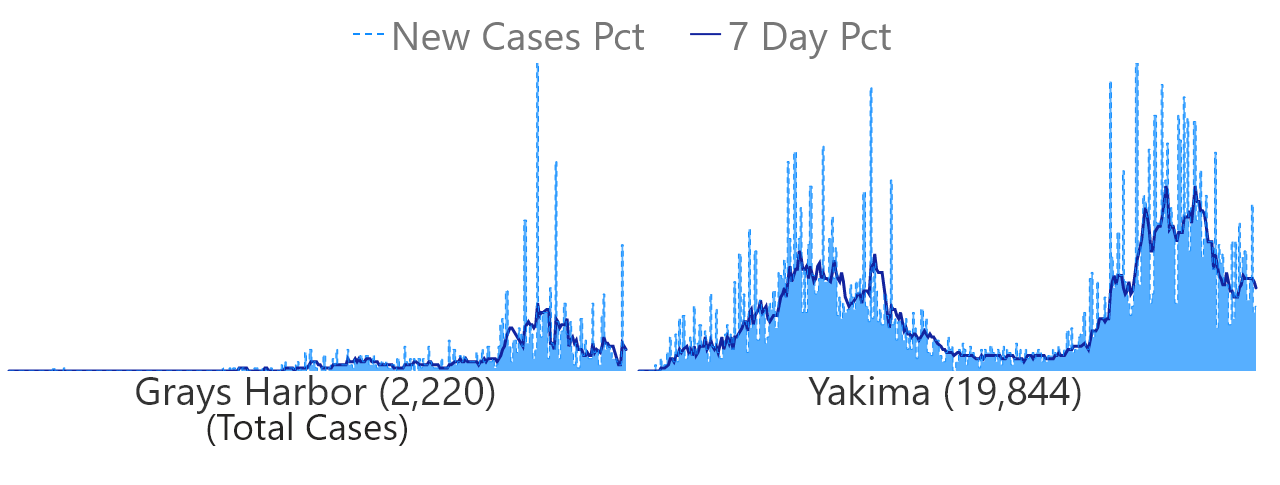 New Cases Pct 7 Day Pct
Grays Harbor (2,220)
(Total Cases)
Yakima (19,844)